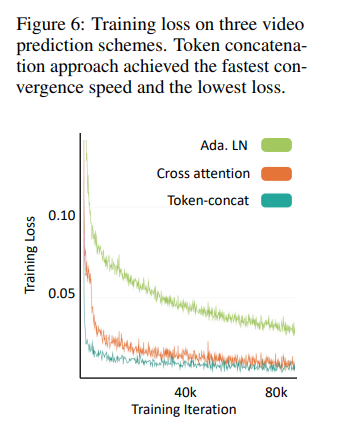 Figure 6: Training loss on three video
prediction schemes. Token concatena-
tion approach achieved the fastest con-
vergence speed and the lowest loss.
Ada. LN
Cross attention
Token-concat
0.10
0.05
Training Loss
40k
80k
Training Iteration